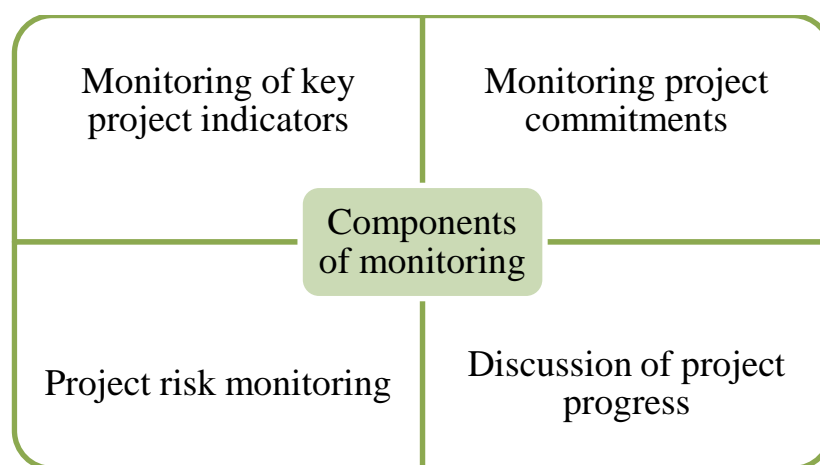 Monitoring of key
project indicators
Monitoring project
commitments
Components
of monitoring
Project risk monitoring
Discussion of project
progress